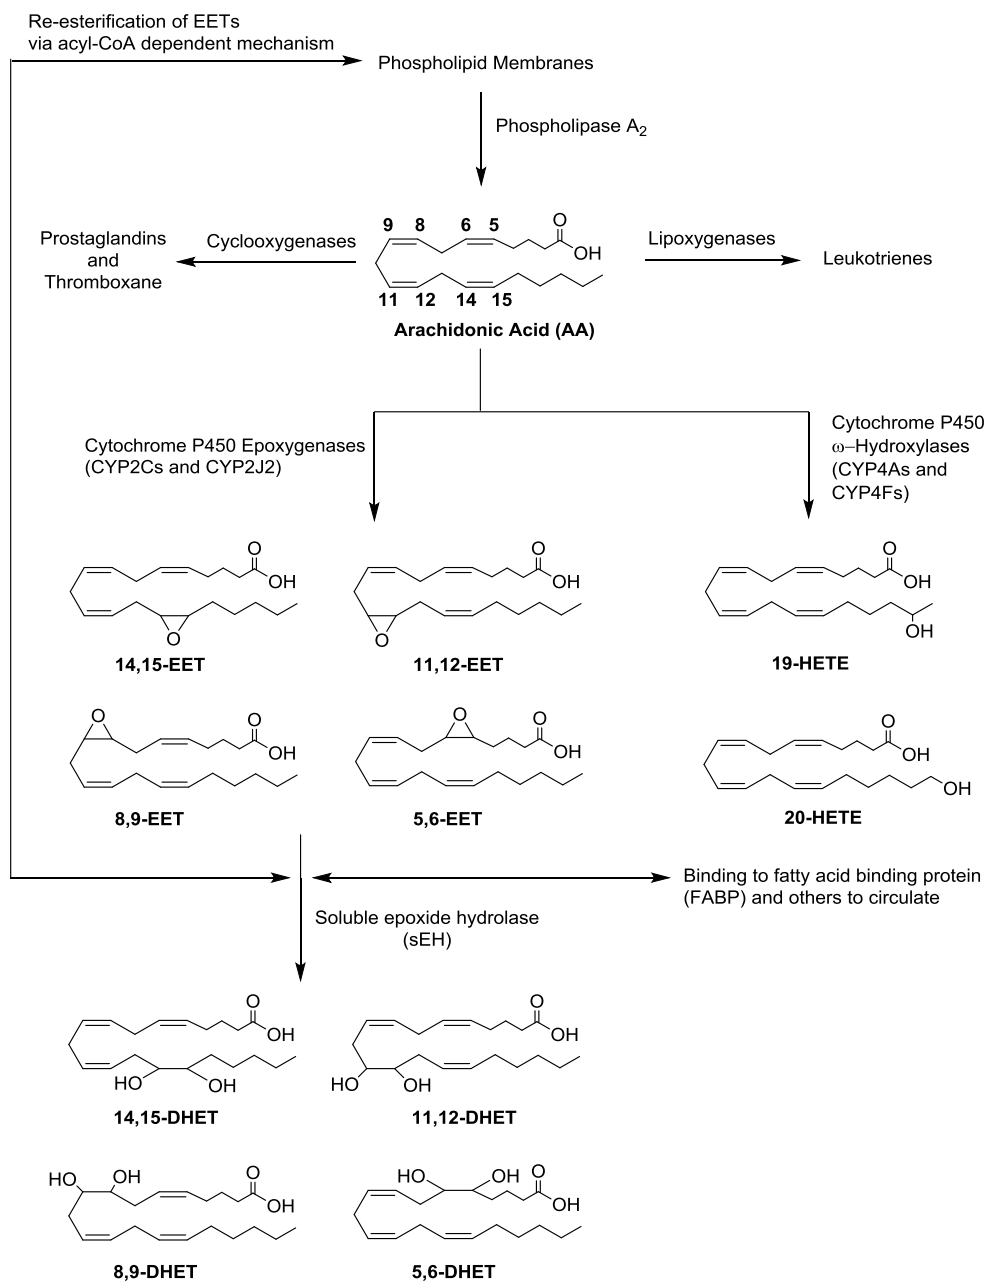 Re-esterification of EETs
via acyl-CoA dependent mechanism
Phospholipid Membranes
Phospholipase A2
9 8 6 5
O
OH
11 12 14 15
Arachidonic Acid (AA)
Cyclooxygenases
Prostaglandins
and
Thromboxane
Lipoxygenases
Leukotrienes
Cytochrome P450 Epoxygenases
(CYP2Cs and CYP2J2)
Cytochrome P450
ω–Hydroxylases
(CYP4As and
CYP4Fs)
O
OH
O
14,15-EET
O
OH
O
11,12-EET
O
OH
OH
19-HETE
O
O
OH
8,9-EET
O
O
OH
5,6-EET
O
OH
OH
20-HETE
Binding to fatty acid binding protein
(FABP) and others to circulate
Soluble epoxide hydrolase
(sEH)
O
OH
HO OH
14,15-DHET
O
OH
HO OH
11,12-DHET
HO OH
O
OH
8,9-DHET
HO OH
O
OH
5,6-DHET